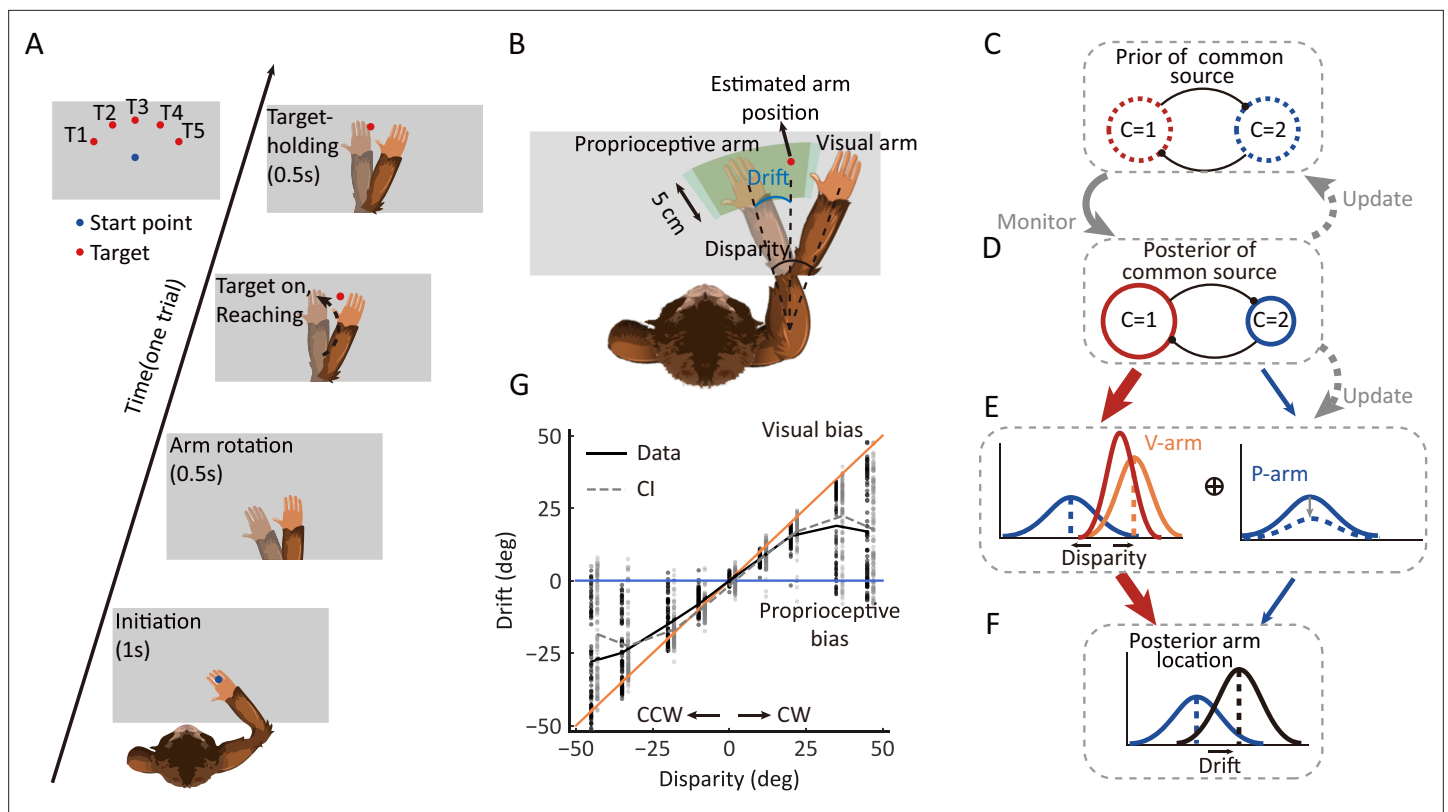 A
T1
T2
T3
T4
T5
Start point
Target
Time(one trial)
Target-
holding
(0.5s)
Target on,
Reaching
Arm rotation
(0.5s)
Initiation
(1s)
B
Estimated arm
position
Proprioceptive arm
Visual arm
Drift
5 cm
Disparity
G
50
25
0
−25
−50
Drift (deg)
Data
CI
Visual bias
Proprioceptive
bias
CCW
CW
−50
−25
0
25
50
Disparity (deg)
C
Prior of common
source
C=1
C=2
Monitor
Update
D
Posterior of
common source
C=1
C=2
Update
E
V-arm
P-arm
⊕
Disparity
F
Posterior arm
location
Drift